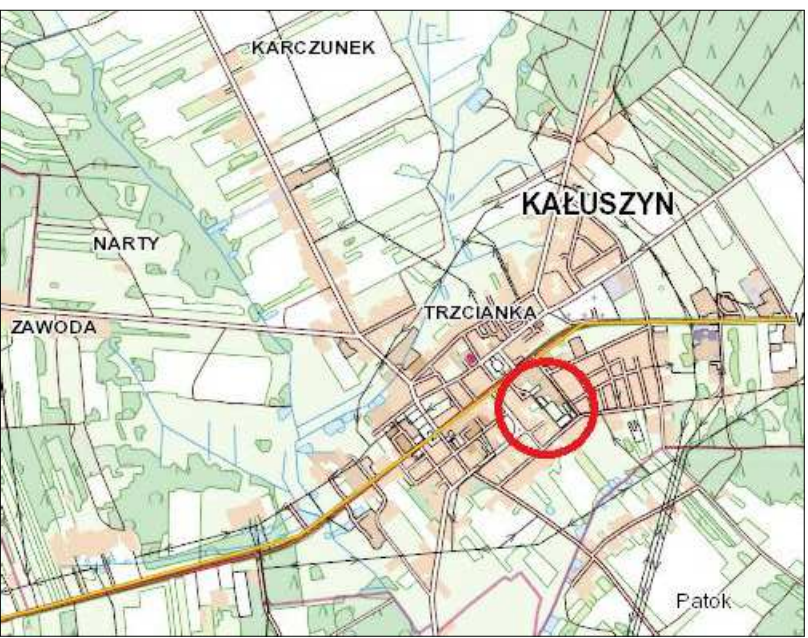 KARCZUNEK
KAŁUSZYN
NARTY
TRZCIANKA
ZAWODA
W
Patok